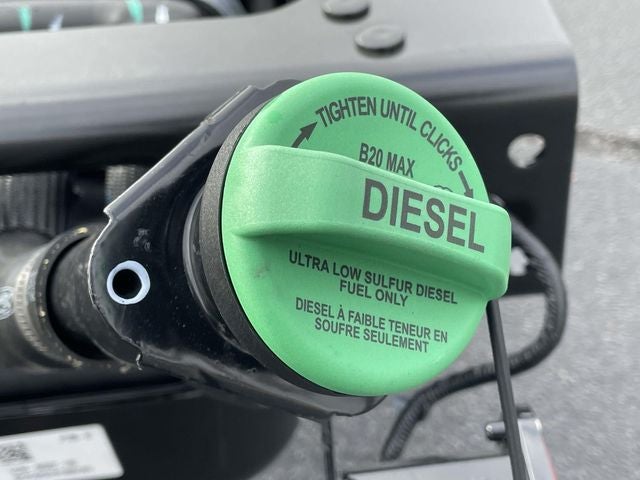 TIGHTEN UNTIL CLICKS
B20 MAX
DIESEL
ULTRA LOW SULFUR DIESEL
FUEL ONLY
DIESEL À FAIBLE TENEUR EN
SOUFRE SEULEMENT